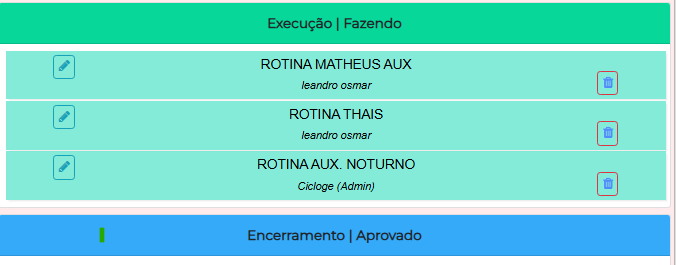 Execução | Fazendo
ROTINA MATHEUS AUX
leandro osmar
ROTINA THAIS
leandro osmar
ROTINA AUX. NOTURNO
Cicloge (Admin)
Encerramento | Aprovado